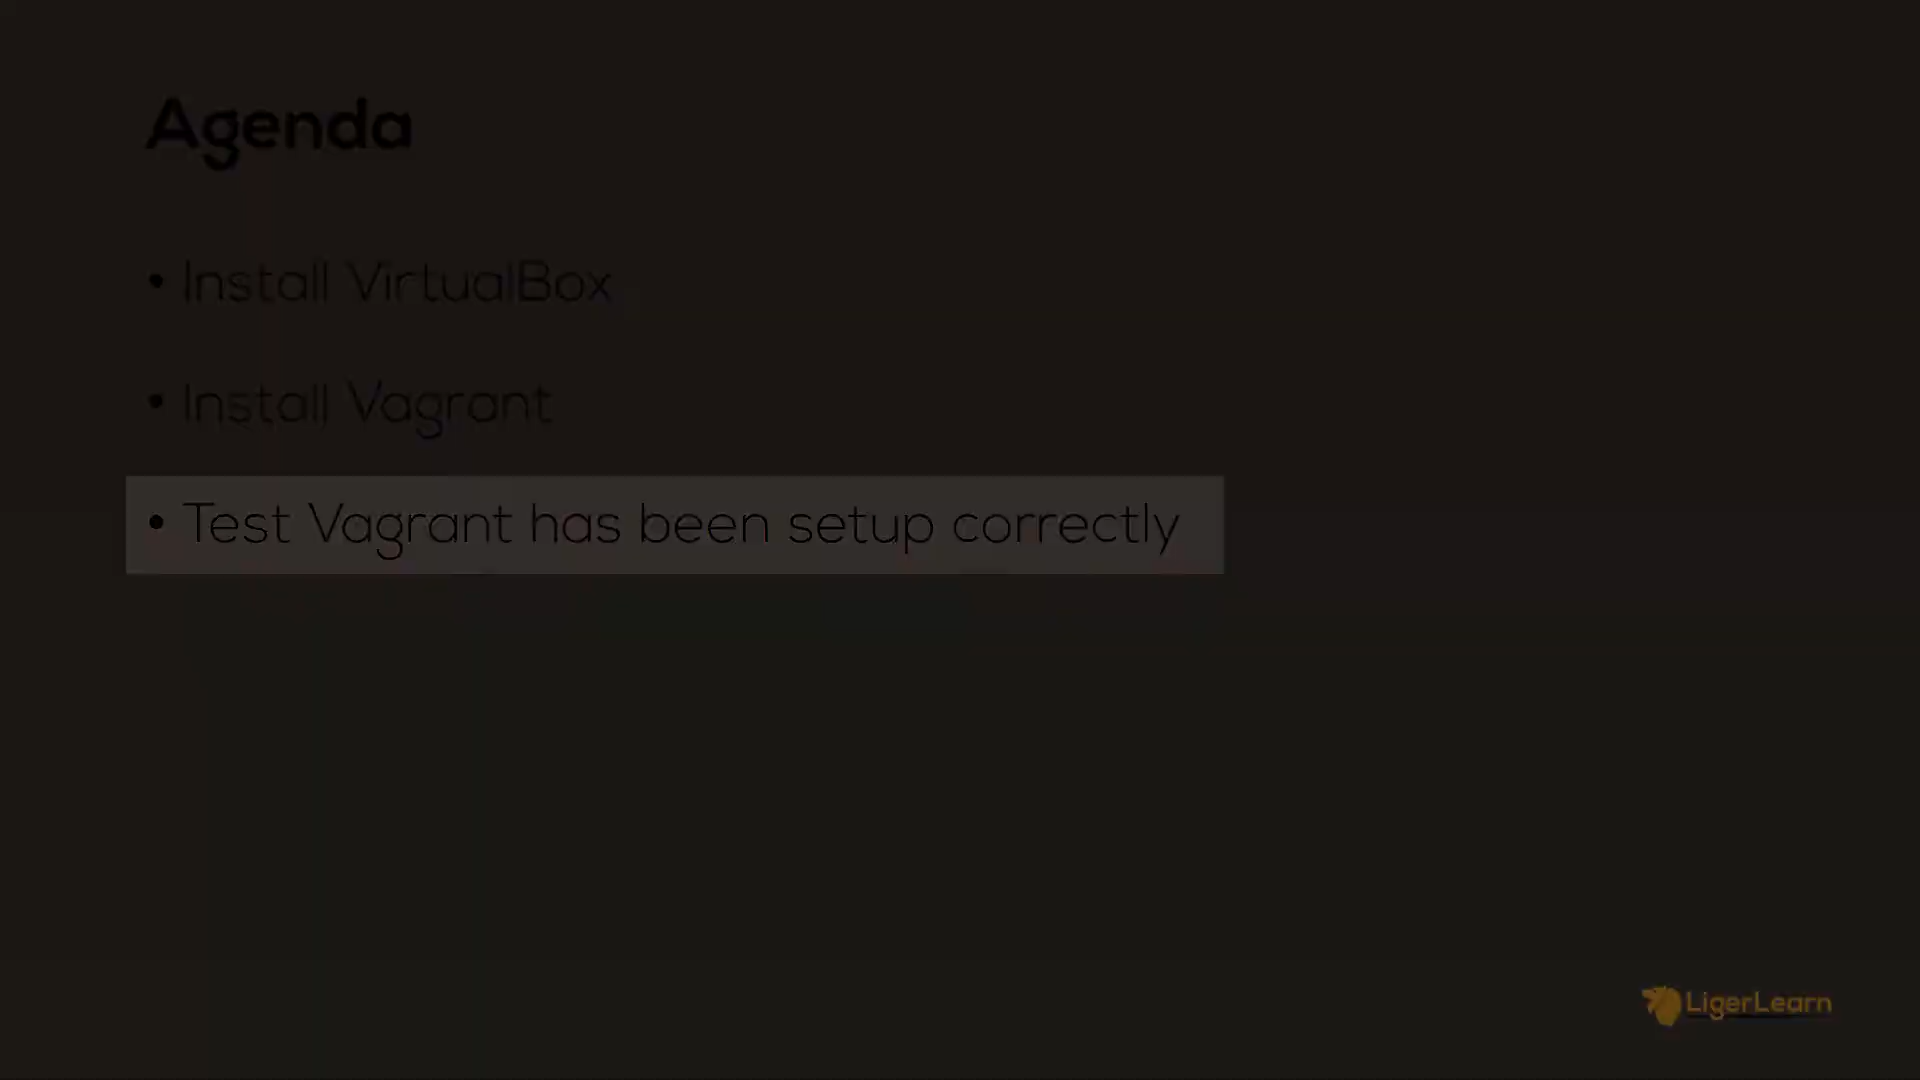 Agenda
• Install VirtualBox
• Install Vagrant
• Test Vagrant has been setup correctly
LigerLearn